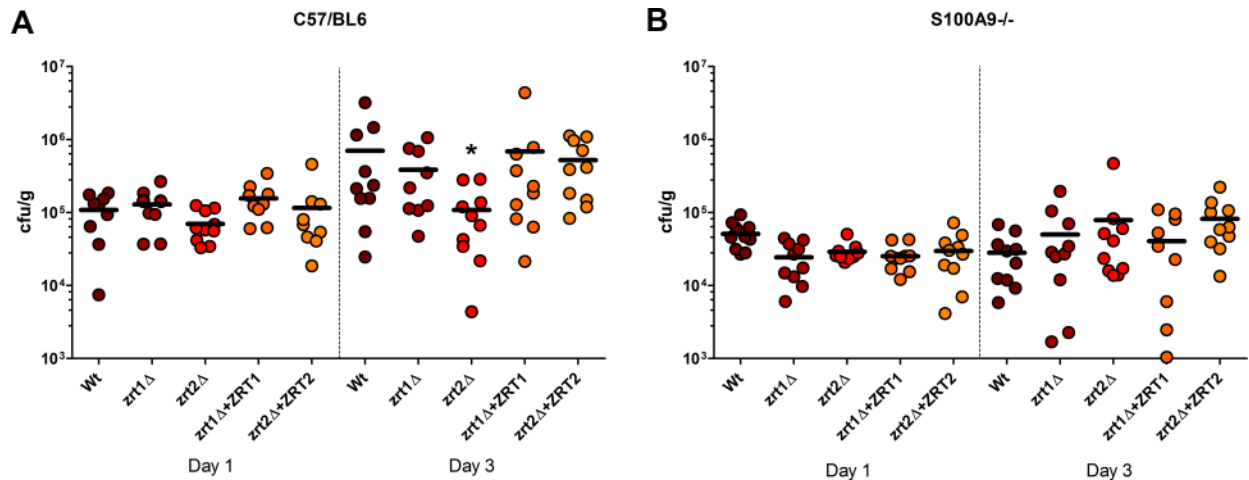 A
C57/BL6
cfu/g
10⁷
10⁶
10⁵
10⁴
10³
*
Wt
zrt1Δ
zrt2Δ
zrt1Δ+ZRT1
zrt2Δ+ZRT2
Wt
zrt1Δ
zrt2Δ
zrt1Δ+ZRT1
zrt2Δ+ZRT2
Day 1
Day 3
B
S100A9-/-
cfu/g
10⁷
10⁶
10⁵
10⁴
10³
Wt
zrt1Δ
zrt2Δ
zrt1Δ+ZRT1
zrt2Δ+ZRT2
Wt
zrt1Δ
zrt2Δ
zrt1Δ+ZRT1
zrt2Δ+ZRT2
Day 1
Day 3